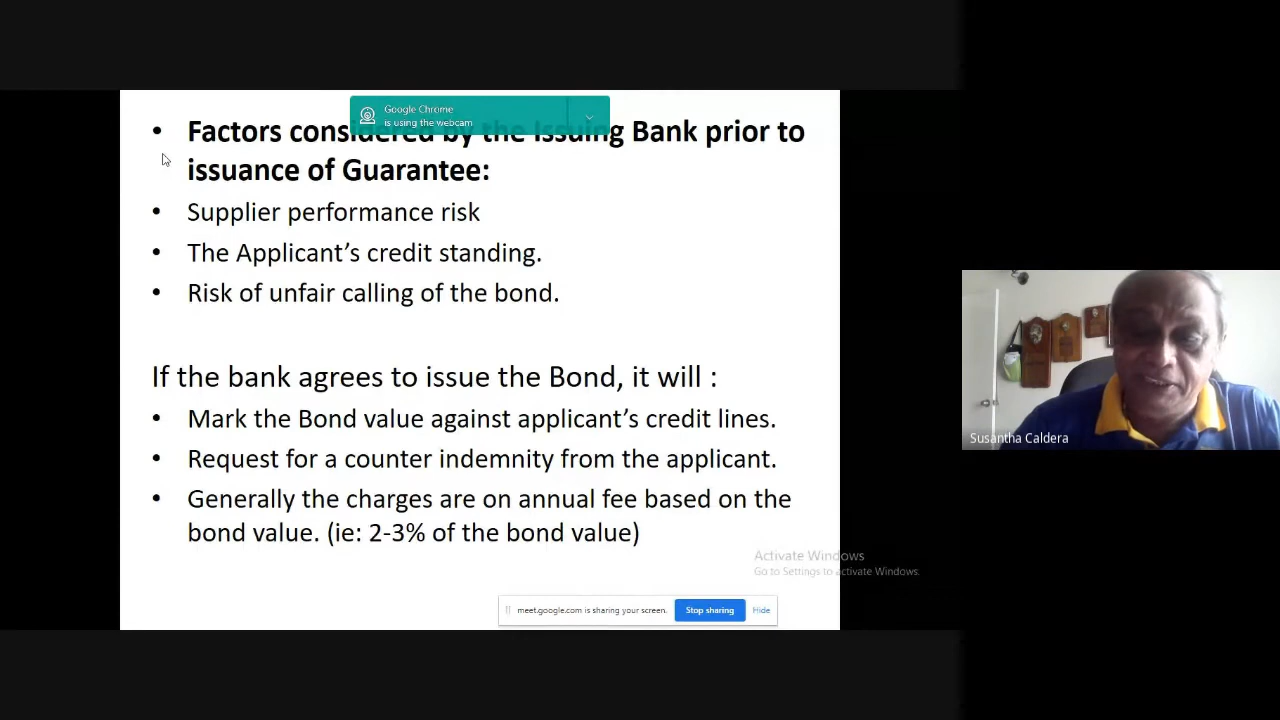 Google Chrome
is using the webcam
• Factors considered by the Issuing Bank prior to
issuance of Guarantee:
• Supplier performance risk
• The Applicant’s credit standing.
• Risk of unfair calling of the bond.
If the bank agrees to issue the Bond, it will :
• Mark the Bond value against applicant’s credit lines.
• Request for a counter indemnity from the applicant.
• Generally the charges are on annual fee based on the
bond value. (ie: 2-3% of the bond value)
Susantha Caldera
Activate Windows
Go to Settings to activate Windows.
meet.google.com is sharing your screen. Stop sharing Hide